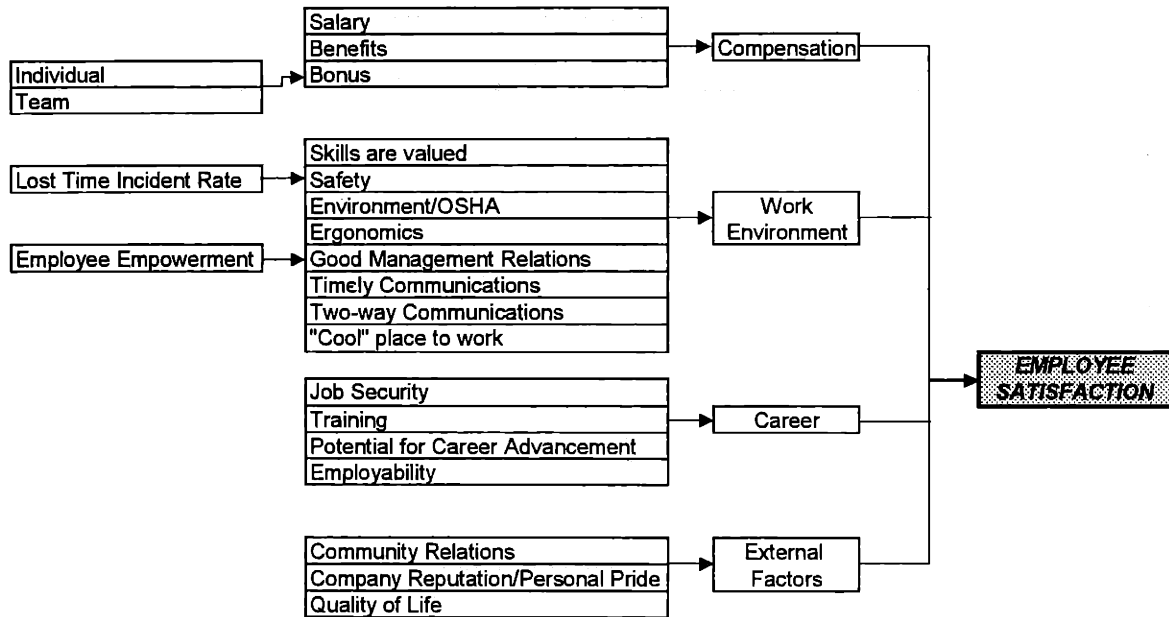 Salary
Benefits
Bonus
Compensation
Individual
Team
Skills are valued
Lost Time Incident Rate
Safety
Environment/OSHA
Work
Environment
Ergonomics
Employee Empowerment
Good Management Relations
Timely Communications
Two-way Communications
"Cool" place to work
EMPLOYEE
SATISFACTION
Job Security
Training
Career
Potential for Career Advancement
Employability
Community Relations
External
Factors
Company Reputation/Personal Pride
Quality of Life